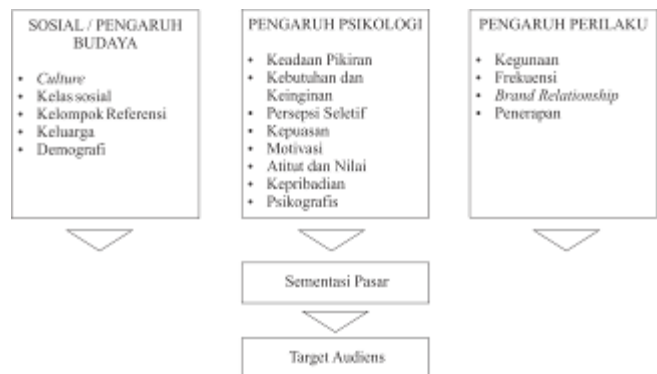 SOSIAL / PENGARUH
BUDAYA
• Culture
• Kelas sosial
• Kelompok Referensi
• Keluarga
• Demografi
PENGARUH PSIKOLOGI
• Keadaan Pikiran
• Kebutuhan dan
Keinginan
• Persepsi Seletif
• Kepuasan
• Motivasi
• Atitut dan Nilai
• Kepribadian
• Psikografis
PENGARUH PERILAKU
• Kegunaan
• Frekuensi
• Brand Relationship
• Penerapan
Sementasi Pasar
Target Audiens